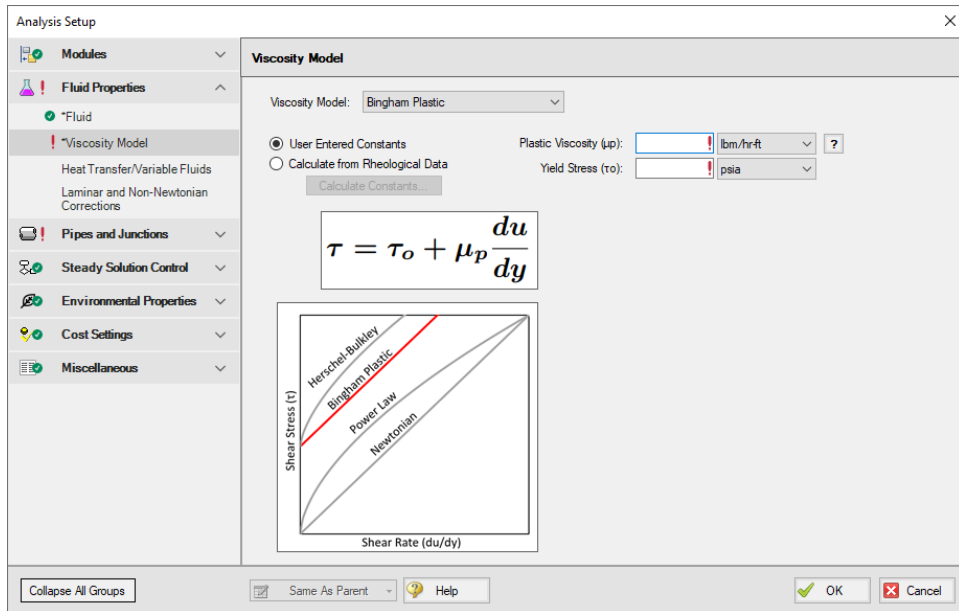 Analysis Setup
Modules
Viscosity Model
Fluid Properties
*Fluid
*Viscosity Model
Heat Transfer/Variable Fluids
Laminar and Non-Newtonian
Corrections
Pipes and Junctions
Steady Solution Control
Environmental Properties
Cost Settings
Miscellaneous
Viscosity Model: Bingham Plastic
User Entered Constants
Calculate from Rheological Data
Calculate Constants...
Plastic Viscosity (μp): ! lbm/hr-ft ?
Yield Stress (τo): ! psia
τ = τo + μp du/dy
Herschel-Bulkley
Bingham Plastic
Power Law
Newtonian
Shear Stress (τ)
Shear Rate (du/dy)
Collapse All Groups
Same As Parent
Help
OK
Cancel